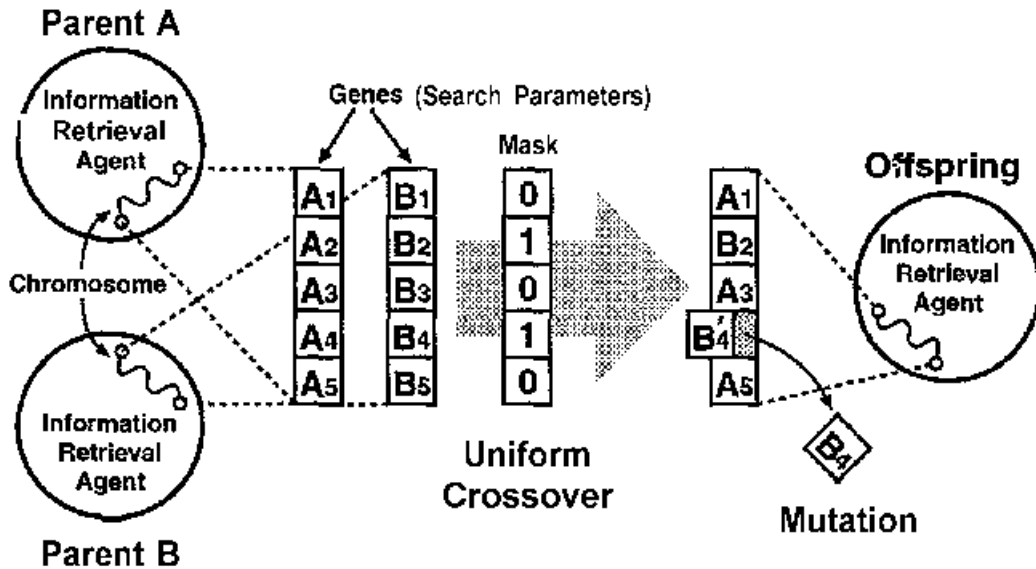 Parent A
Information
Retrieval
Agent
Chromosome
Information
Retrieval
Agent
Parent B
Genes (Search Parameters)
A1
A2
A3
A4
A5
B1
B2
B3
B4
B5
Mask
0
1
0
1
0
Uniform
Crossover
A1
B2
A3
B'4
A5
B4
Mutation
Offspring
Information
Retrieval
Agent